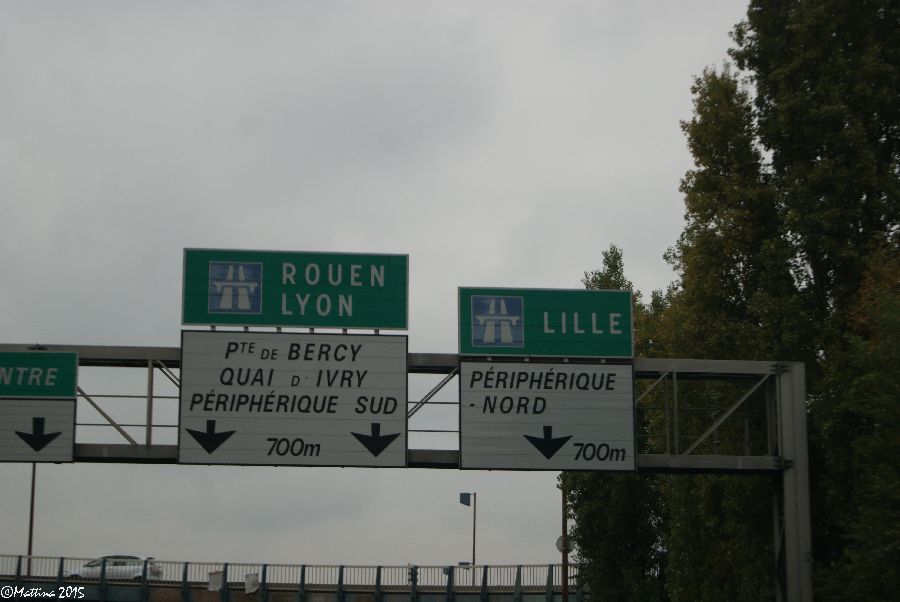 NTRE
ROUEN
LYON
PTE DE BERCY
QUAI D'IVRY
PÉRIPHÉRIQUE SUD
700m
LILLE
PÉRIPHÉRIQUE
-NORD
700m
©Mattina 2015